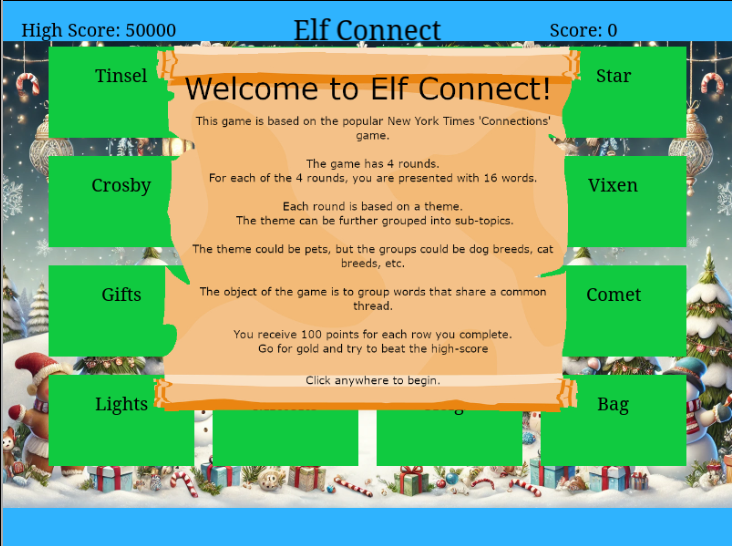 High Score: 50000
Elf Connect
Score: 0
Tinsel
Star
Welcome to Elf Connect!
This game is based on the popular New York Times 'Connections'
game.
The game has 4 rounds.
For each of the 4 rounds, you are presented with 16 words.
Crosby
Vixen
Each round is based on a theme.
The theme can be further grouped into sub-topics.
The theme could be pets, but the groups could be dog breeds, cat
breeds, etc.
Gifts
Comet
The object of the game is to group words that share a common
thread.
You receive 100 points for each row you complete.
Go for gold and try to beat the high-score
Click anywhere to begin.
Lights
Bag